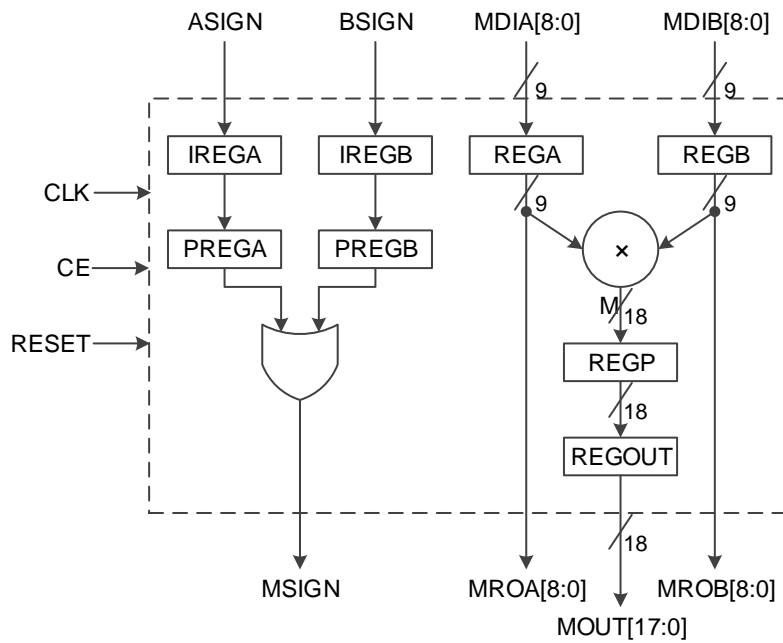 ASIGN
BSIGN
MDIA[8:0]
MDIB[8:0]
9
9
IREGA
IREGB
REGA
REGB
CLK
9
9
PREGA
PREGB
×
CE
M
18
RESET
REGP
18
REGOUT
18
MSIGN
MROA[8:0]
MROB[8:0]
MOUT[17:0]